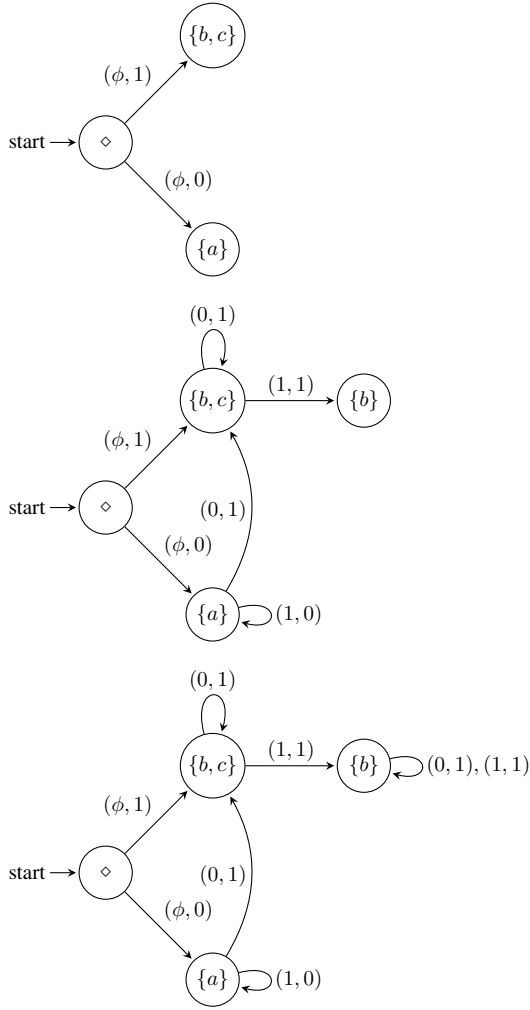 {b, c}
(ϕ, 1)
start
⋄
(ϕ, 0)
{a}
(0, 1)
{b, c}
(1, 1)
{b}
(ϕ, 1)
start
⋄
(0, 1)
(ϕ, 0)
{a}
(1, 0)
(0, 1)
{b, c}
(1, 1)
{b}
(0, 1), (1, 1)
(ϕ, 1)
start
⋄
(0, 1)
(ϕ, 0)
{a}
(1, 0)